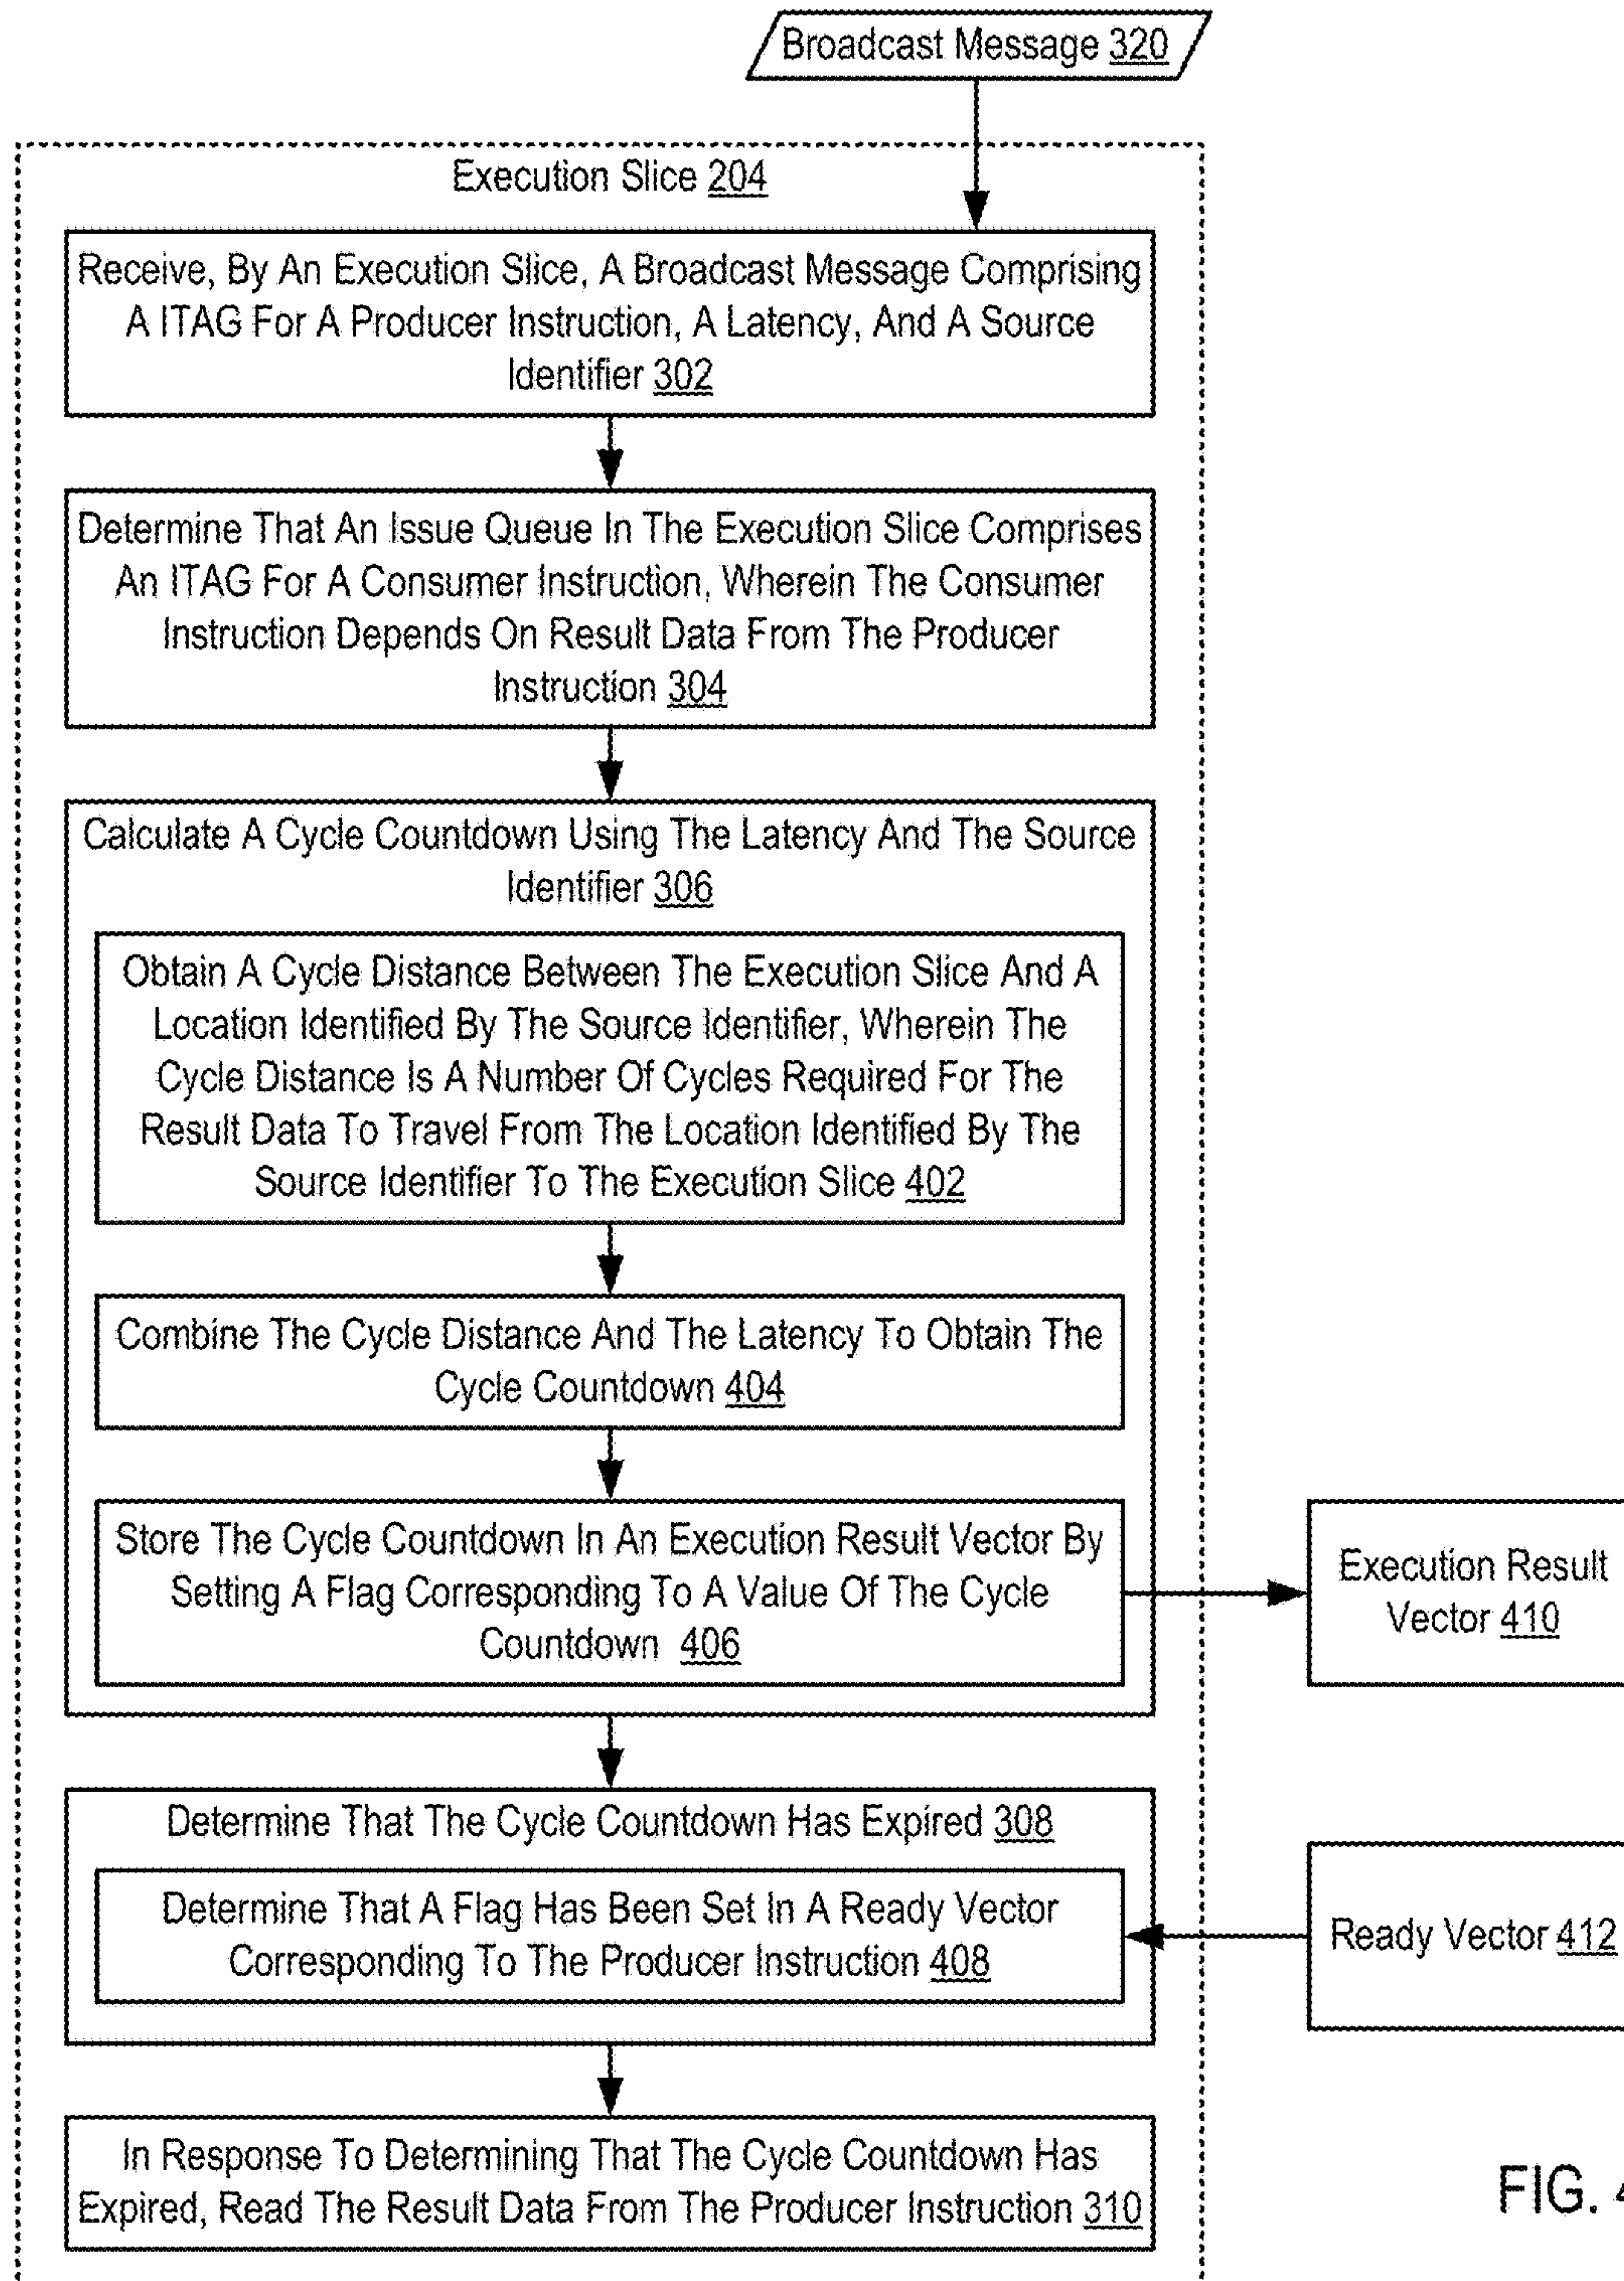 Broadcast Message 320
Execution Slice 204
Receive, By An Execution Slice, A Broadcast Message Comprising
A ITAG For A Producer Instruction, A Latency, And A Source
Identifier 302
Determine That An Issue Queue In The Execution Slice Comprises
An ITAG For A Consumer Instruction, Wherein The Consumer
Instruction Depends On Result Data From The Producer
Instruction 304
Calculate A Cycle Countdown Using The Latency And The Source
Identifier 306
Obtain A Cycle Distance Between The Execution Slice And A
Location Identified By The Source Identifier, Wherein The
Cycle Distance Is A Number Of Cycles Required For The
Result Data To Travel From The Location Identified By The
Source Identifier To The Execution Slice 402
Combine The Cycle Distance And The Latency To Obtain The
Cycle Countdown 404
Store The Cycle Countdown In An Execution Result Vector By
Setting A Flag Corresponding To A Value Of The Cycle
Countdown 406
Execution Result
Vector 410
Determine That The Cycle Countdown Has Expired 308
Determine That A Flag Has Been Set In A Ready Vector
Corresponding To The Producer Instruction 408
Ready Vector 412
In Response To Determining That The Cycle Countdown Has
Expired, Read The Result Data From The Producer Instruction 310
FIG. 4